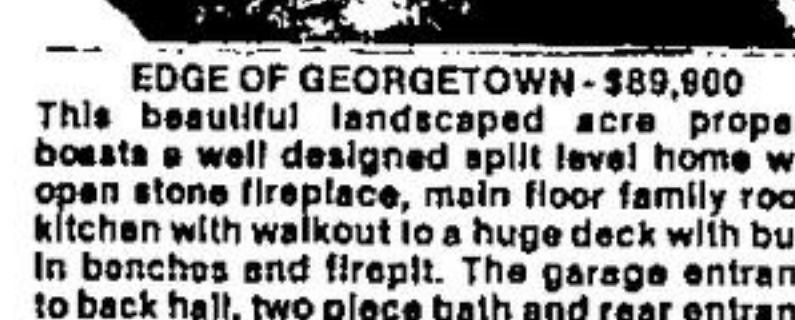 EDGE OF GEORGETOWN - $89,900
This beautiful landscaped acre prope
boasts a well designed split level home w
open stone fireplace, main floor family roo
kitchen with walkout to a huge deck with bu
in benches and firepit. The garage entran
to back hall, two piece bath and rear entran